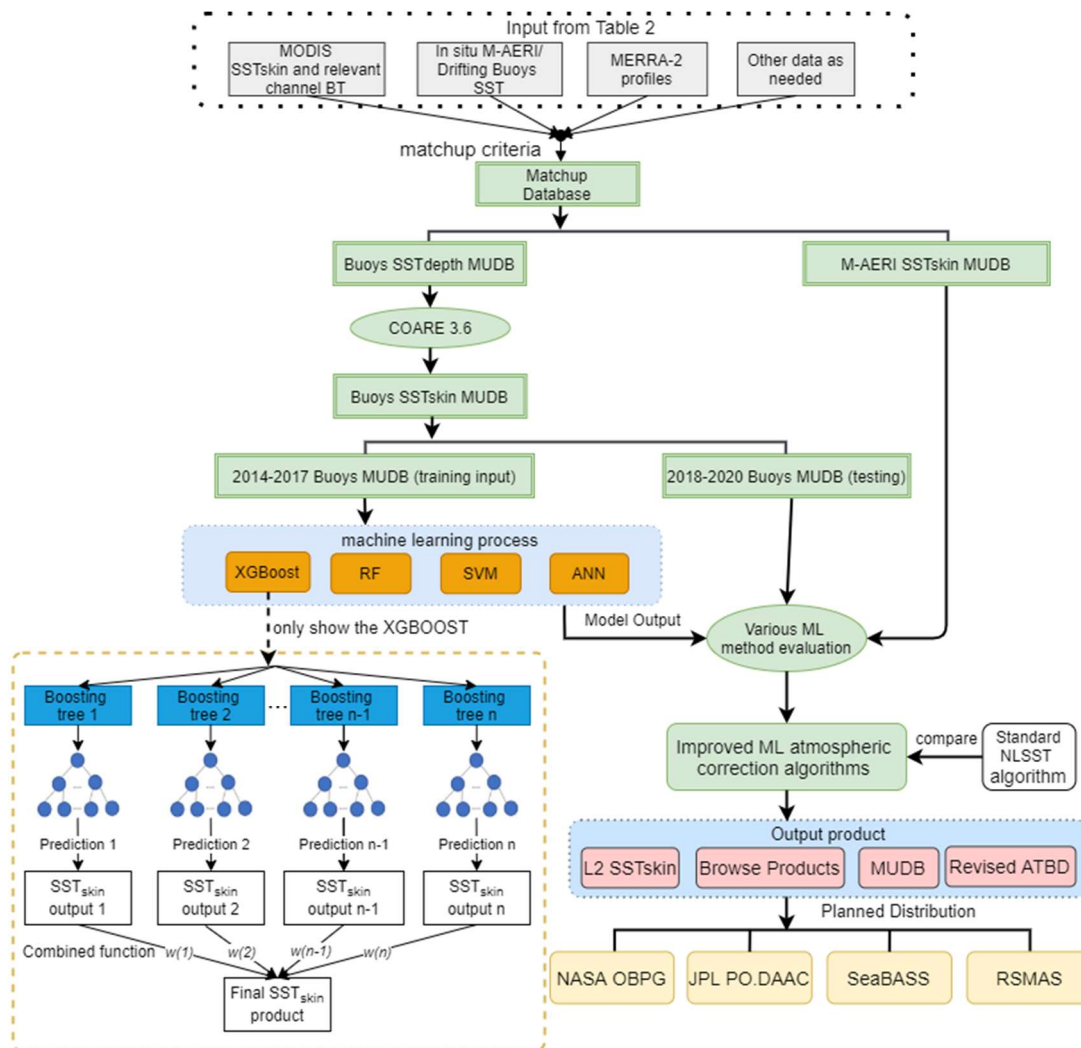 Input from Table 2
MODIS
SSTskin and relevant
channel BT
In situ M-AERI/
Drifting Buoys
SST
MERRA-2
profiles
Other data as
needed
matchup criteria
Matchup
Database
Buoys SSTdepth MUDB
M-AERI SSTskin MUDB
COARE 3.6
Buoys SSTskin MUDB
2014-2017 Buoys MUDB (training input)
2018-2020 Buoys MUDB (testing)
machine learning process
XGBoost
RF
SVM
ANN
only show the XGBOOST
Model Output
Various ML
method evaluation
Boosting
tree 1
Boosting
tree 2
...
Boosting
tree n-1
Boosting
tree n
Improved ML atmospheric
correction algorithms
compare
Standard
NLSST
algorithm
Prediction 1
Prediction 2
Prediction n-1
Prediction n
Output product
L2 SSTskin
Browse Products
MUDB
Revised ATBD
SSTskin
output 1
SSTskin
output 2
SSTskin
output n-1
SSTskin
output n
Planned Distribution
Combined function
w(1)
w(2)
w(n-1)
w(n)
NASA OBPG
JPL PO.DAAC
SeaBASS
RSMAS
Final SSTskin
product